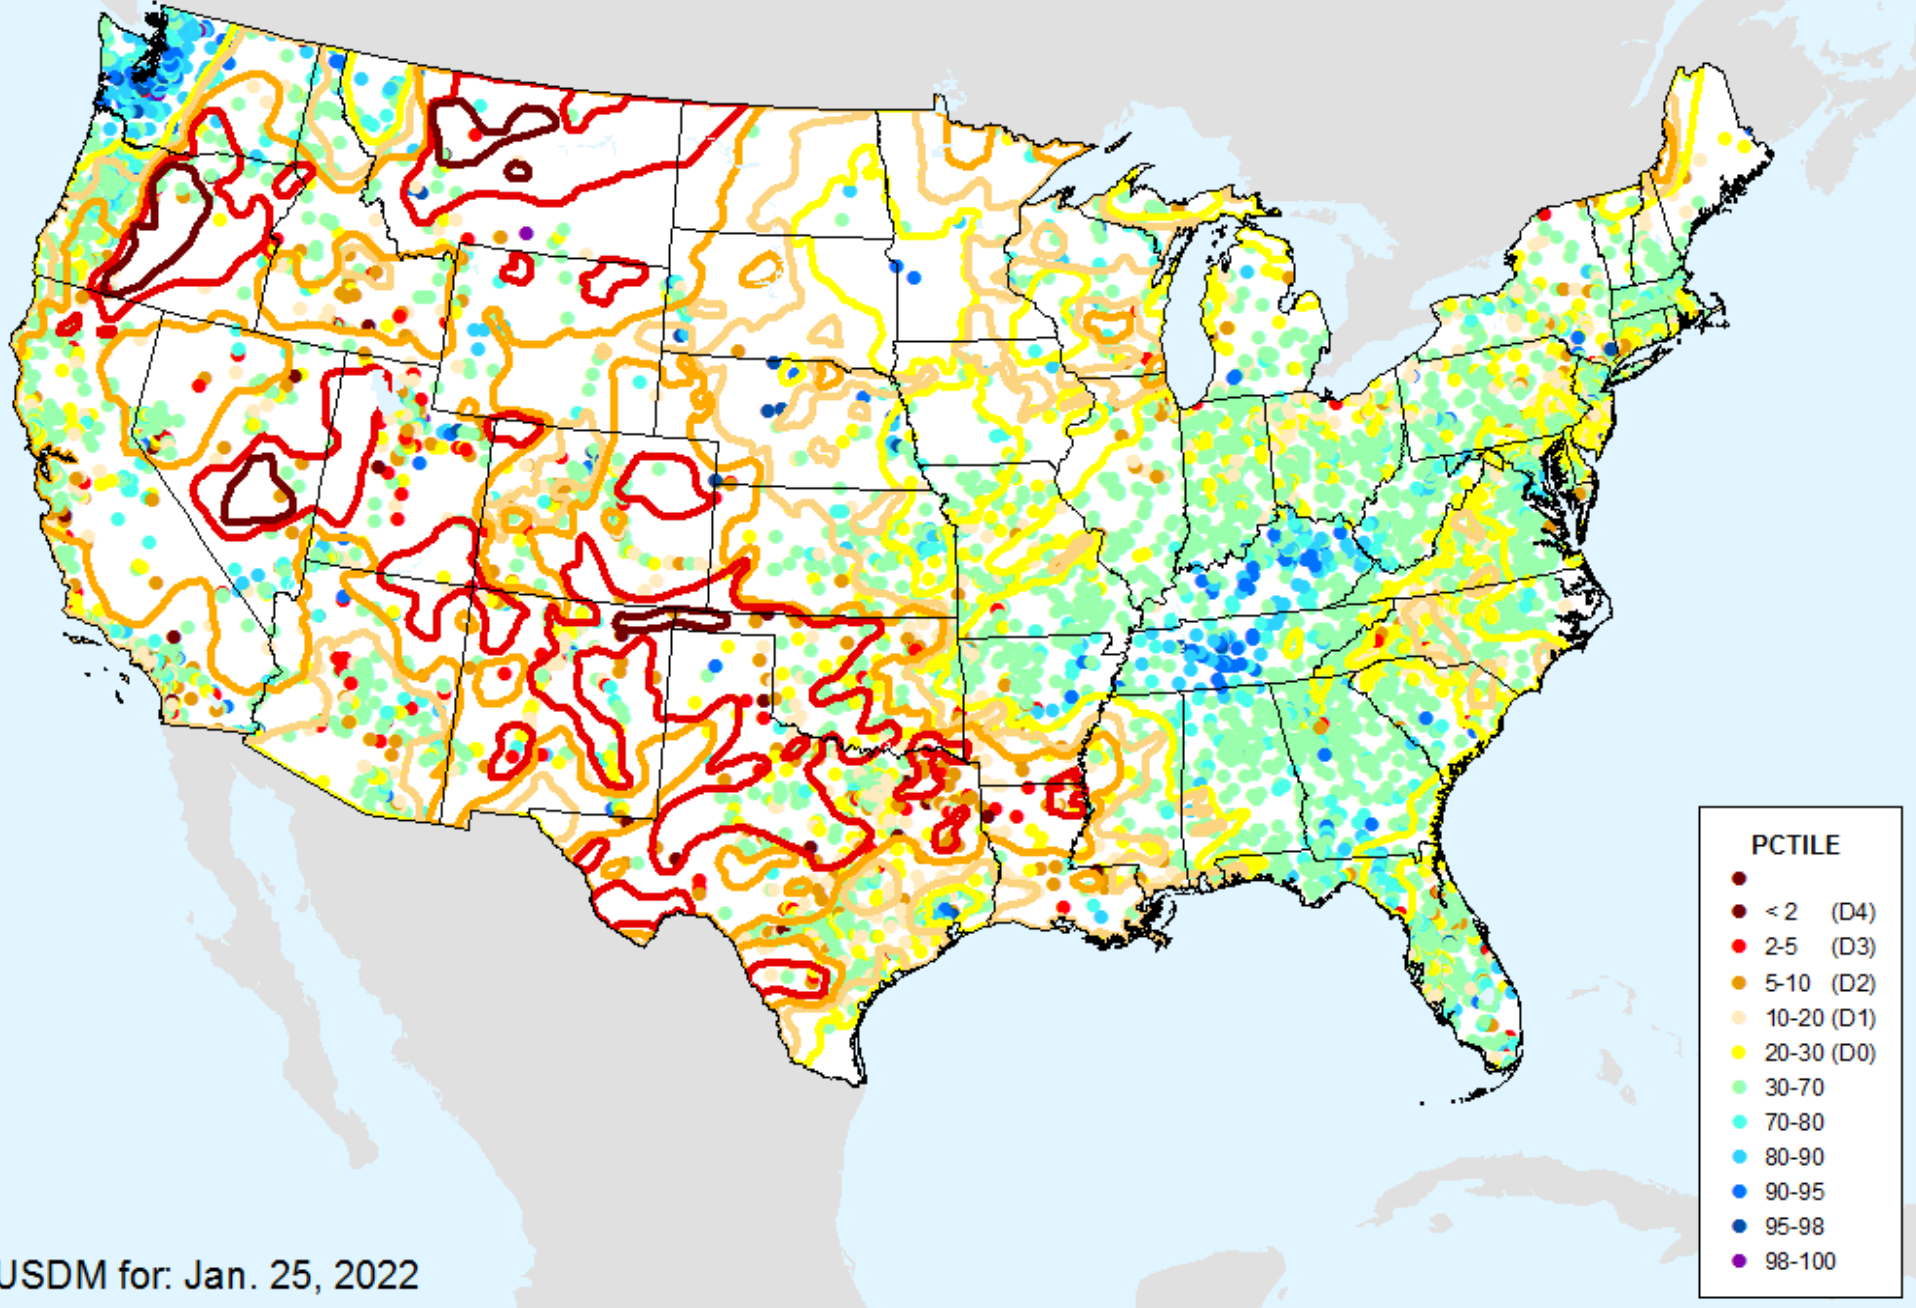 PCTILE
< 2 (D4)
2-5 (D3)
5-10 (D2)
10-20 (D1)
20-30 (D0)
30-70
70-80
80-90
90-95
95-98
98-100
USDM for: Jan. 25, 2022